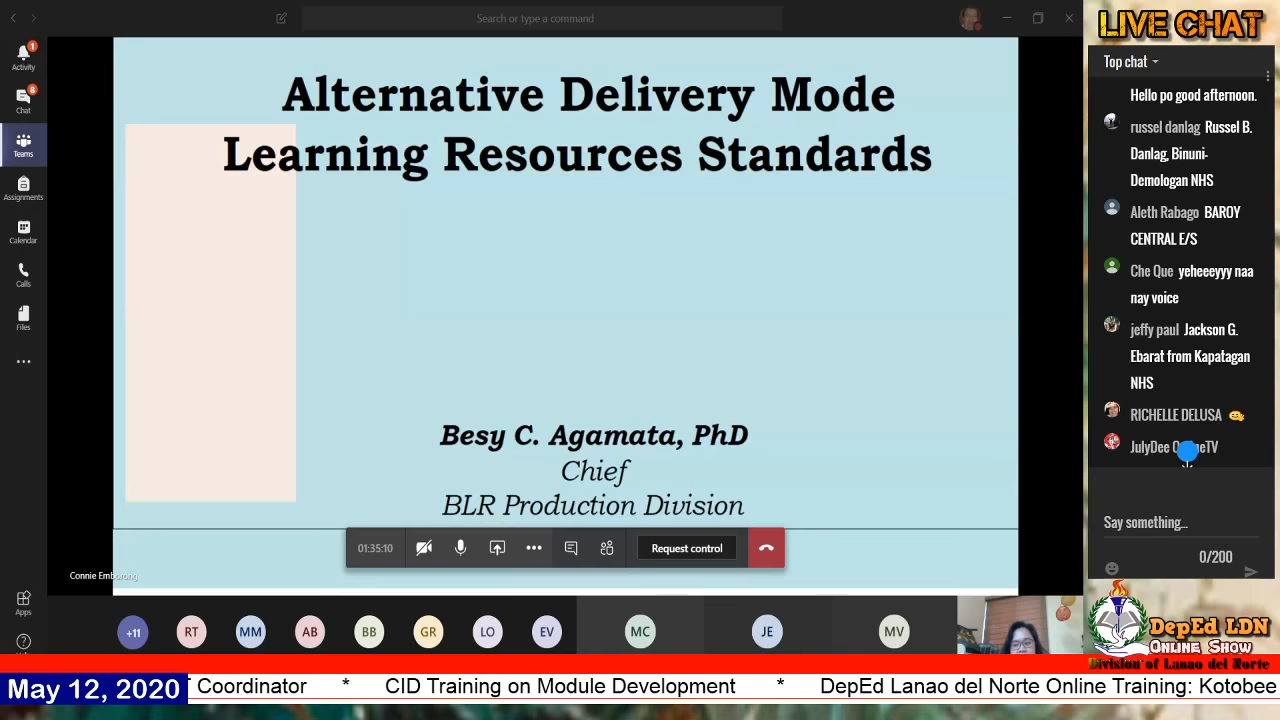 Search or type a command
LIVE CHAT
Activity
1
Chat
8
Teams
Assignments
Calendar
Calls
Files
Apps
Alternative Delivery Mode
Learning Resources Standards
Besy C. Agamata, PhD
Chief
BLR Production Division
01:35:10
Request control
Connie Emborong
+11
RT
MM
AB
BB
GR
LO
EV
MC
JE
MV
Top chat
Hello po good afternoon.
russel danlag Russel B.
Danlag, Binuni-
Demologan NHS
Aleth Rabago BAROY
CENTRAL E/S
Che Que yeheeeyyy naa
nay voice
jeffy paul Jackson G.
Ebarat from Kapatagan
NHS
RICHELLE DELUSA
JulyDee
Say something...
0/200
DepEd LDN
Online Show
Division of Lanao del Norte
May 12, 2020
Coordinator * CID Training on Module Development * DepEd Lanao del Norte Online Training: Kotobee